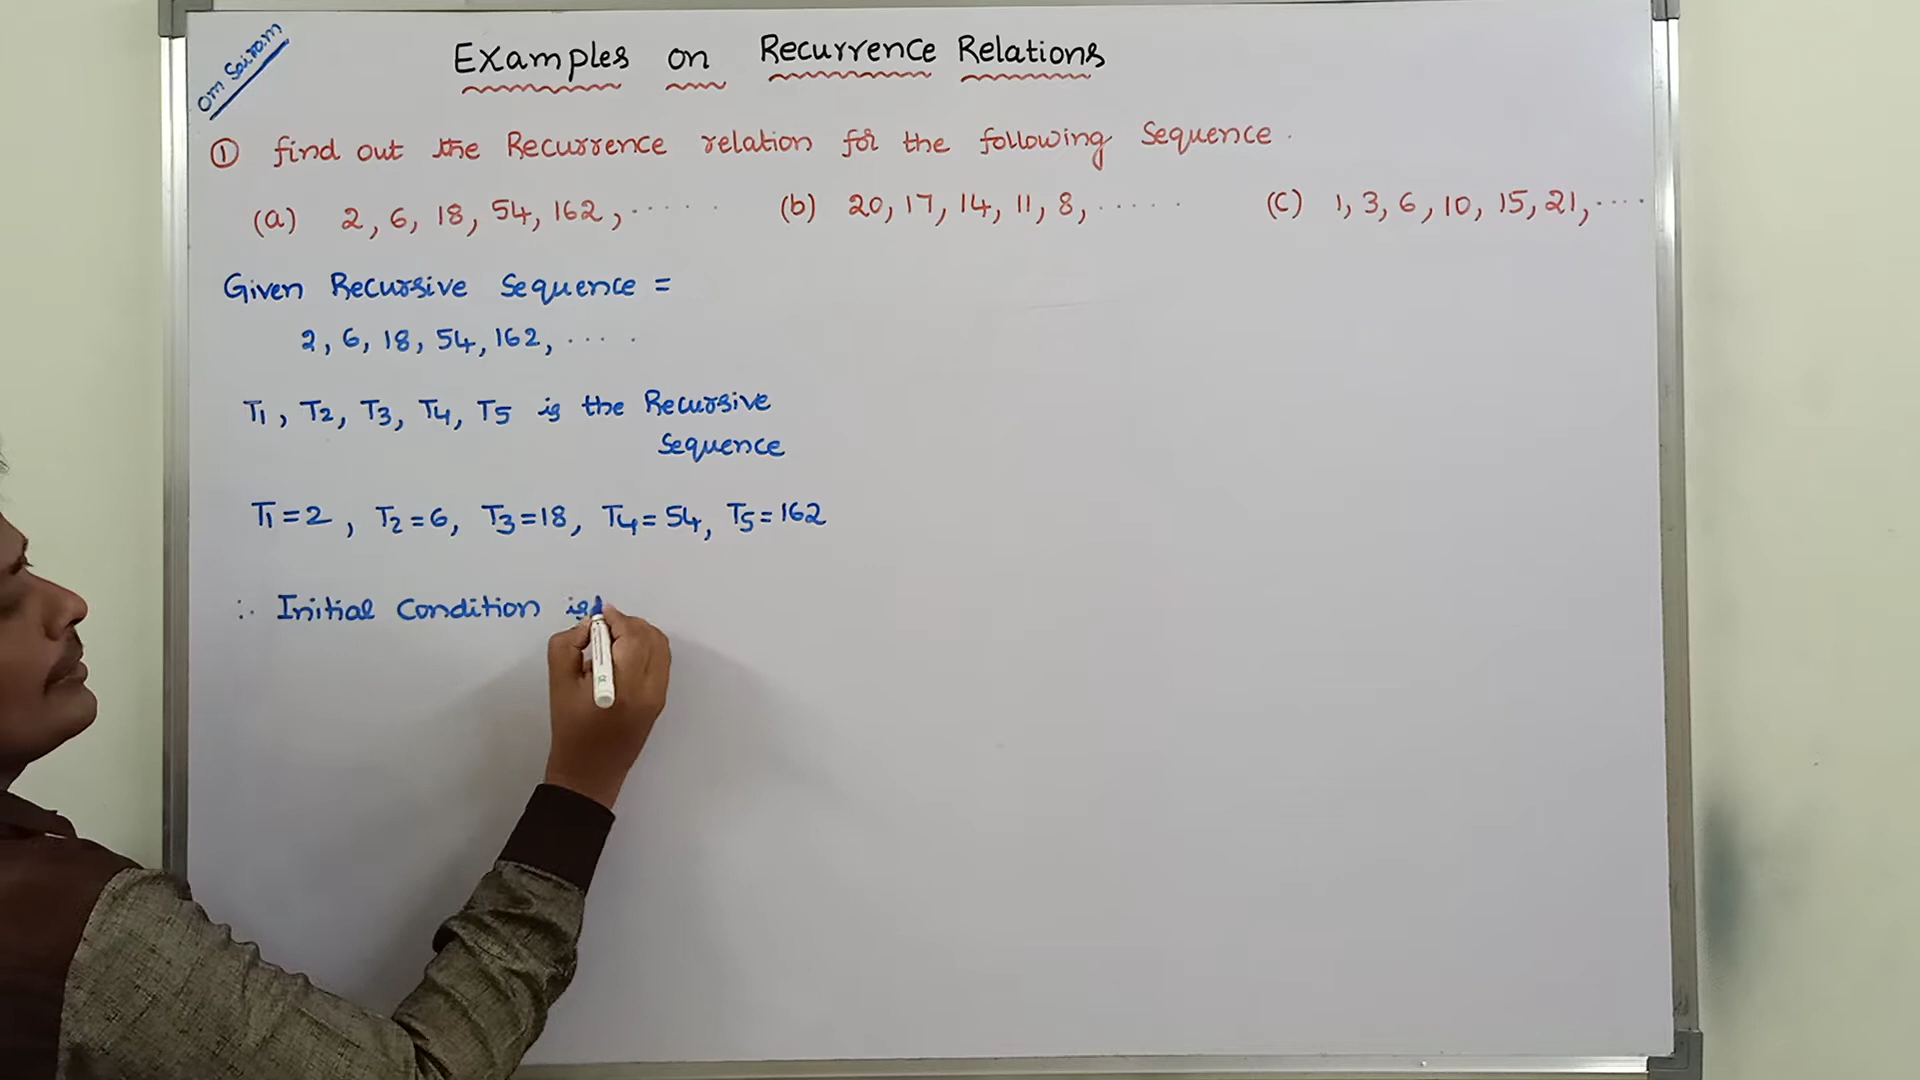 Om Sairam
Examples on Recurrence Relations
① find out the Recurrence relation for the following Sequence.
(a) 2, 6, 18, 54, 162, ..... (b) 20, 17, 14, 11, 8, ..... (c) 1, 3, 6, 10, 15, 21, ....
Given Recursive Sequence =
2, 6, 18, 54, 162, ....
T1, T2, T3, T4, T5 is the Recursive
Sequence
T1 = 2, T2 = 6, T3 = 18, T4 = 54, T5 = 162
∴ Initial Condition is